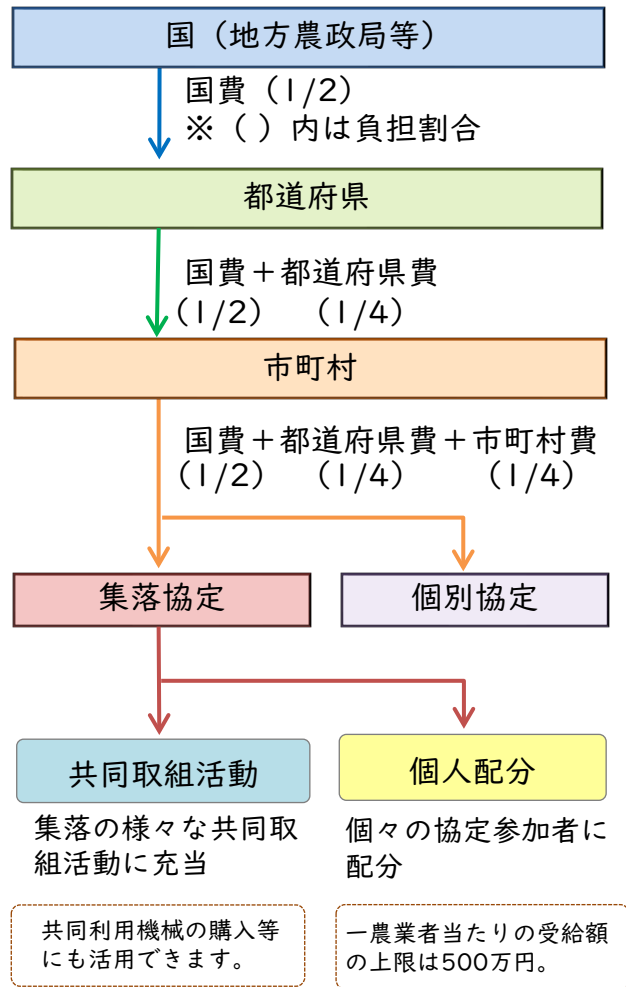 国（地方農政局等）
国費（1/2）
※（ ）内は負担割合
都道府県
国費＋都道府県費
（1/2）　（1/4）
市町村
国費＋都道府県費＋市町村費
（1/2）　（1/4）　（1/4）
集落協定
個別協定
共同取組活動
個人配分
集落の様々な共同取
組活動に充当
個々の協定参加者に
配分
共同利用機械の購入等
にも活用できます。
一農業者当たりの受給額
の上限は500万円。